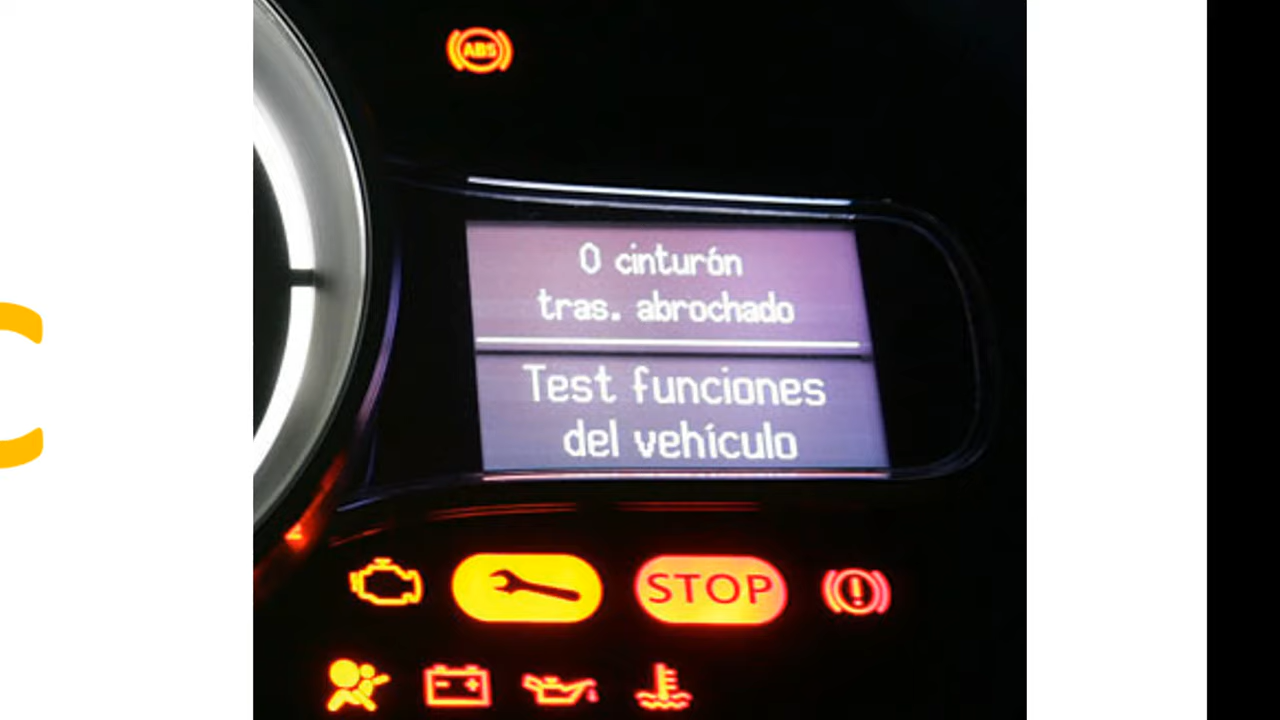 ABS
0 cinturón
tras. abrochado
Test funciones
del vehículo
STOP